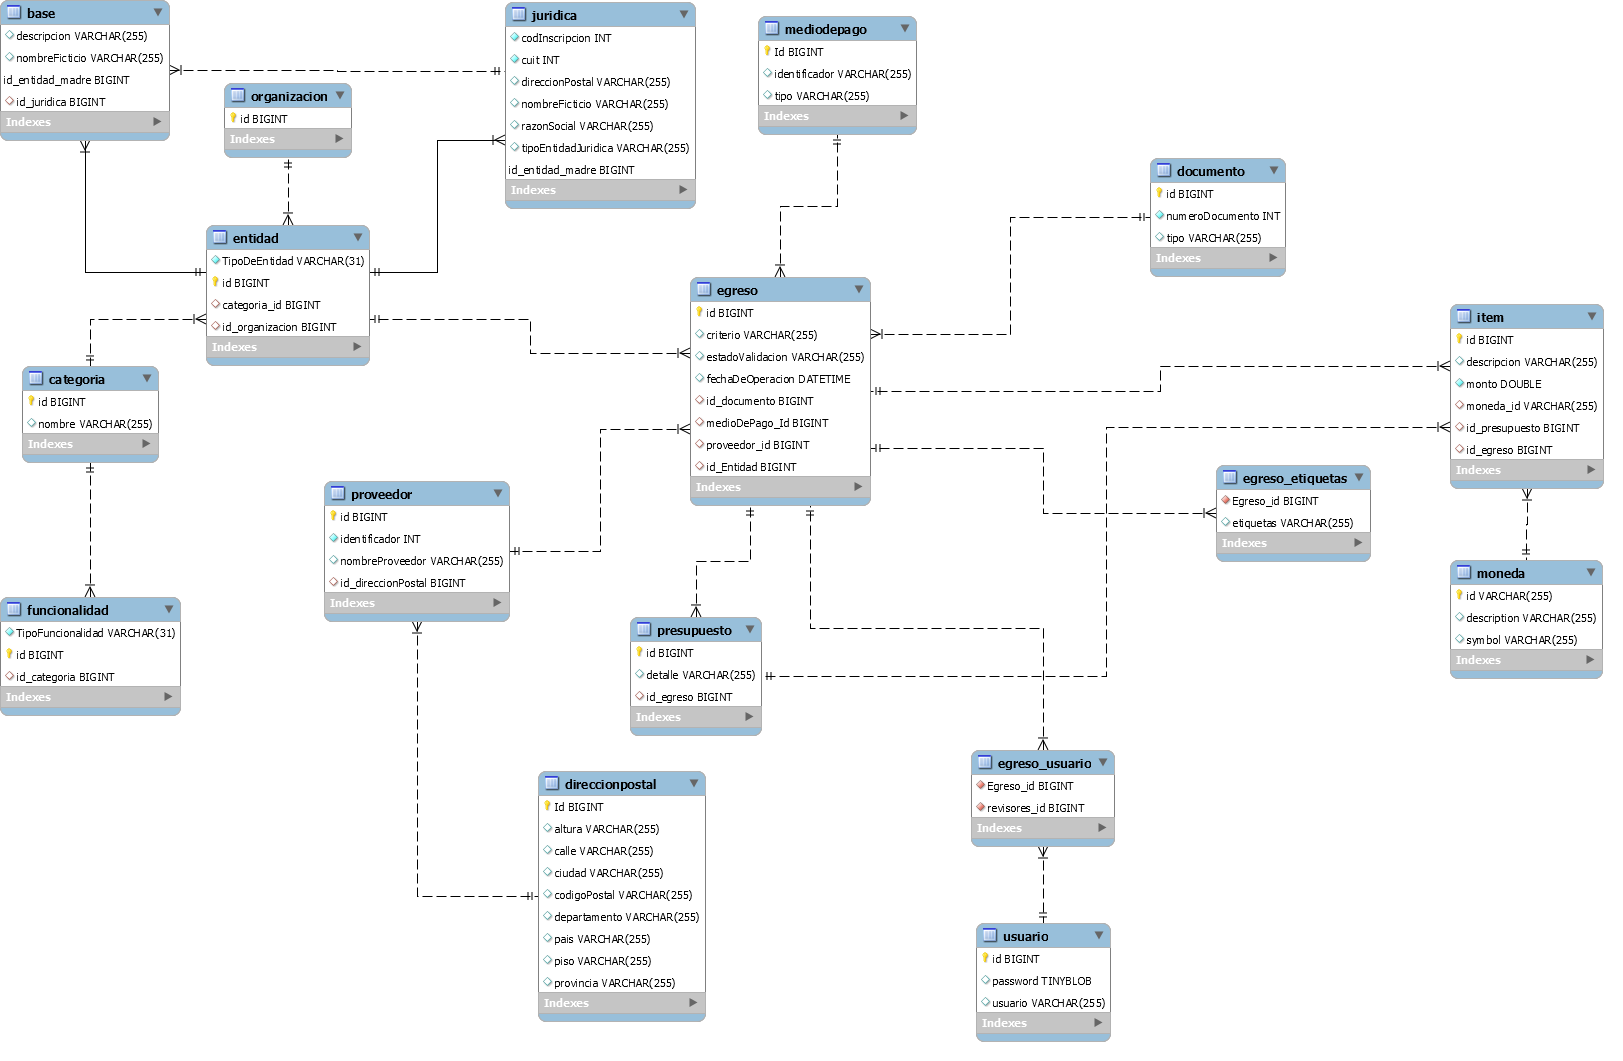 base
descripcion VARCHAR(255)
nombreFicticio VARCHAR(255)
id_entidad_madre BIGINT
id_juridica BIGINT
Indexes
organizacion
id BIGINT
Indexes
juridica
codInscripcion INT
cuit INT
direccionPostal VARCHAR(255)
nombreFicticio VARCHAR(255)
razonSocial VARCHAR(255)
tipoEntidadJuridica VARCHAR(255)
id_entidad_madre BIGINT
Indexes
mediodepago
Id BIGINT
identificador VARCHAR(255)
tipo VARCHAR(255)
Indexes
documento
id BIGINT
numeroDocumento INT
tipo VARCHAR(255)
Indexes
entidad
TipoDeEntidad VARCHAR(31)
id BIGINT
categoria_id BIGINT
id_organizacion BIGINT
Indexes
egreso
id BIGINT
criterio VARCHAR(255)
estadoValidacion VARCHAR(255)
fechaDeOperacion DATETIME
id_documento BIGINT
medioDePago_Id BIGINT
proveedor_id BIGINT
id_Entidad BIGINT
Indexes
item
id BIGINT
descripcion VARCHAR(255)
monto DOUBLE
moneda_id VARCHAR(255)
id_presupuesto BIGINT
id_egreso BIGINT
Indexes
categoria
id BIGINT
nombre VARCHAR(255)
Indexes
egreso_etiquetas
Egreso_id BIGINT
etiquetas VARCHAR(255)
Indexes
proveedor
id BIGINT
identificador INT
nombreProveedor VARCHAR(255)
id_direccionPostal BIGINT
Indexes
moneda
id VARCHAR(255)
description VARCHAR(255)
symbol VARCHAR(255)
Indexes
funcionalidad
TipoFuncionalidad VARCHAR(31)
id BIGINT
id_categoria BIGINT
Indexes
presupuesto
id BIGINT
detalle VARCHAR(255)
id_egreso BIGINT
Indexes
egreso_usuario
Egreso_id BIGINT
revisores_id BIGINT
Indexes
direccionpostal
Id BIGINT
altura VARCHAR(255)
calle VARCHAR(255)
ciudad VARCHAR(255)
codigoPostal VARCHAR(255)
departamento VARCHAR(255)
pais VARCHAR(255)
piso VARCHAR(255)
provincia VARCHAR(255)
Indexes
usuario
id BIGINT
password TINYBLOB
usuario VARCHAR(255)
Indexes